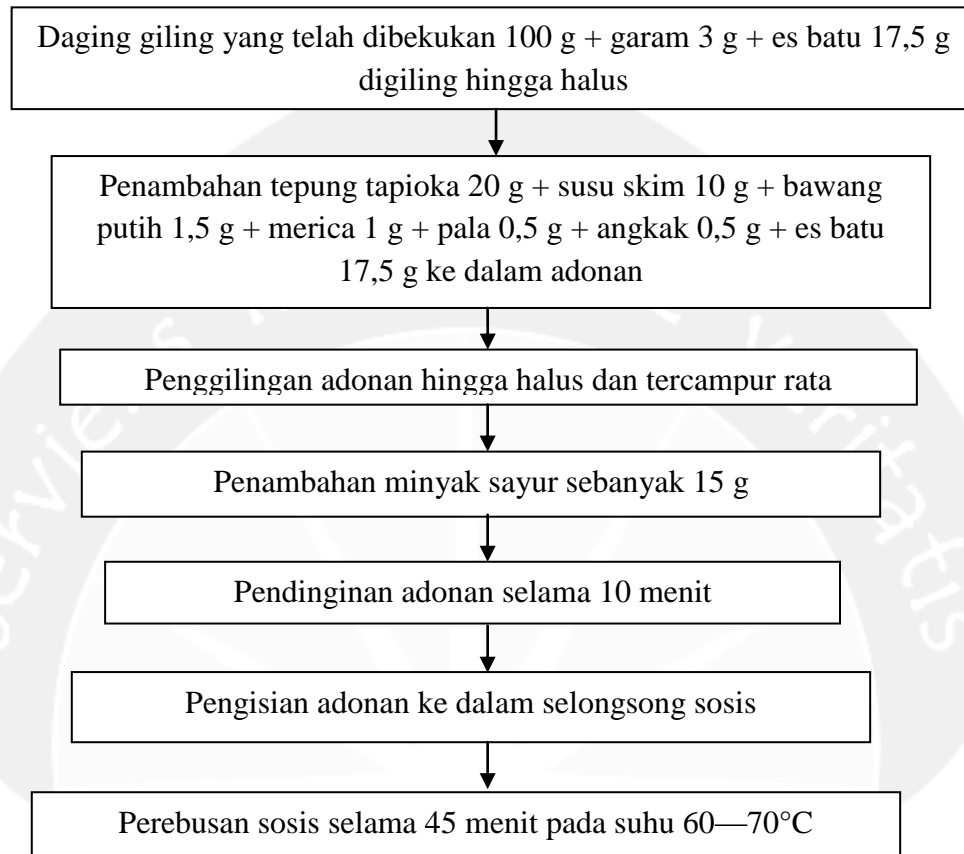 Daging giling yang telah dibekukan 100 g + garam 3 g + es batu 17,5 g
digiling hingga halus
Penambahan tepung tapioka 20 g + susu skim 10 g + bawang
putih 1,5 g + merica 1 g + pala 0,5 g + angkak 0,5 g + es batu
17,5 g ke dalam adonan
Penggilingan adonan hingga halus dan tercampur rata
Penambahan minyak sayur sebanyak 15 g
Pendinginan adonan selama 10 menit
Pengisian adonan ke dalam selongsong sosis
Perebusan sosis selama 45 menit pada suhu 60—70°C